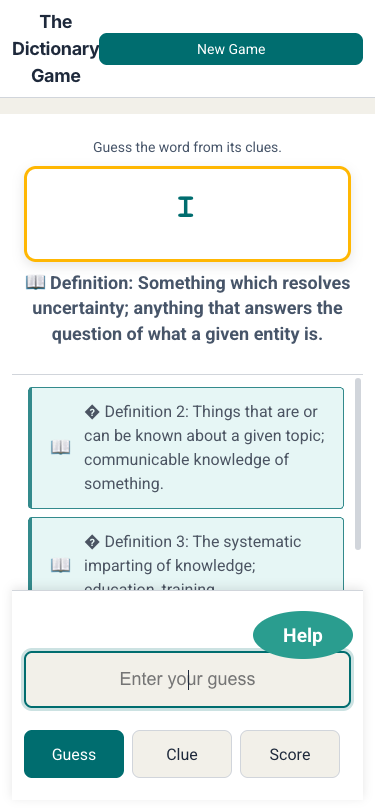 The
Dictionary
Game
New Game
Guess the word from its clues.
I
📖 Definition: Something which resolves
uncertainty; anything that answers the
question of what a given entity is.
📖 � Definition 2: Things that are or
can be known about a given topic;
communicable knowledge of
something.
📖 � Definition 3: The systematic
imparting of knowledge;
education, training
Help
Enter your guess
Guess
Clue
Score